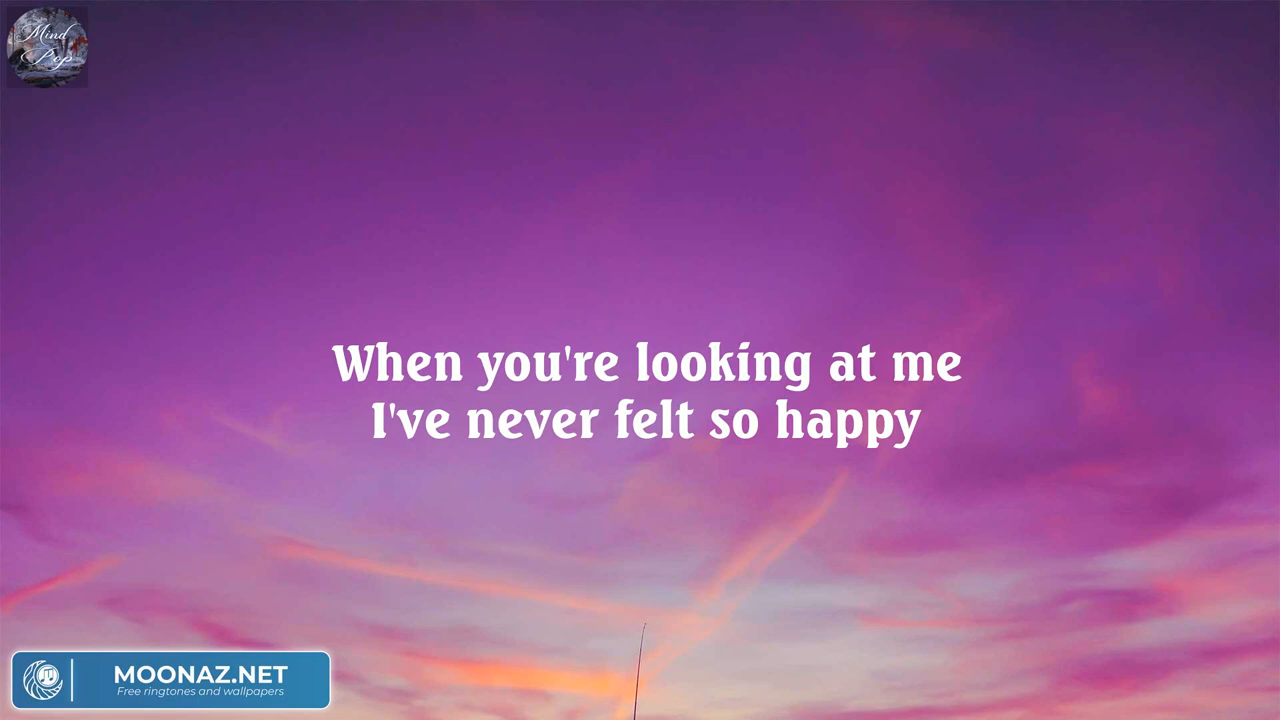 Mind
Pop
When you're looking at me
I've never felt so happy
MOONAZ.NET
Free ringtones and wallpapers